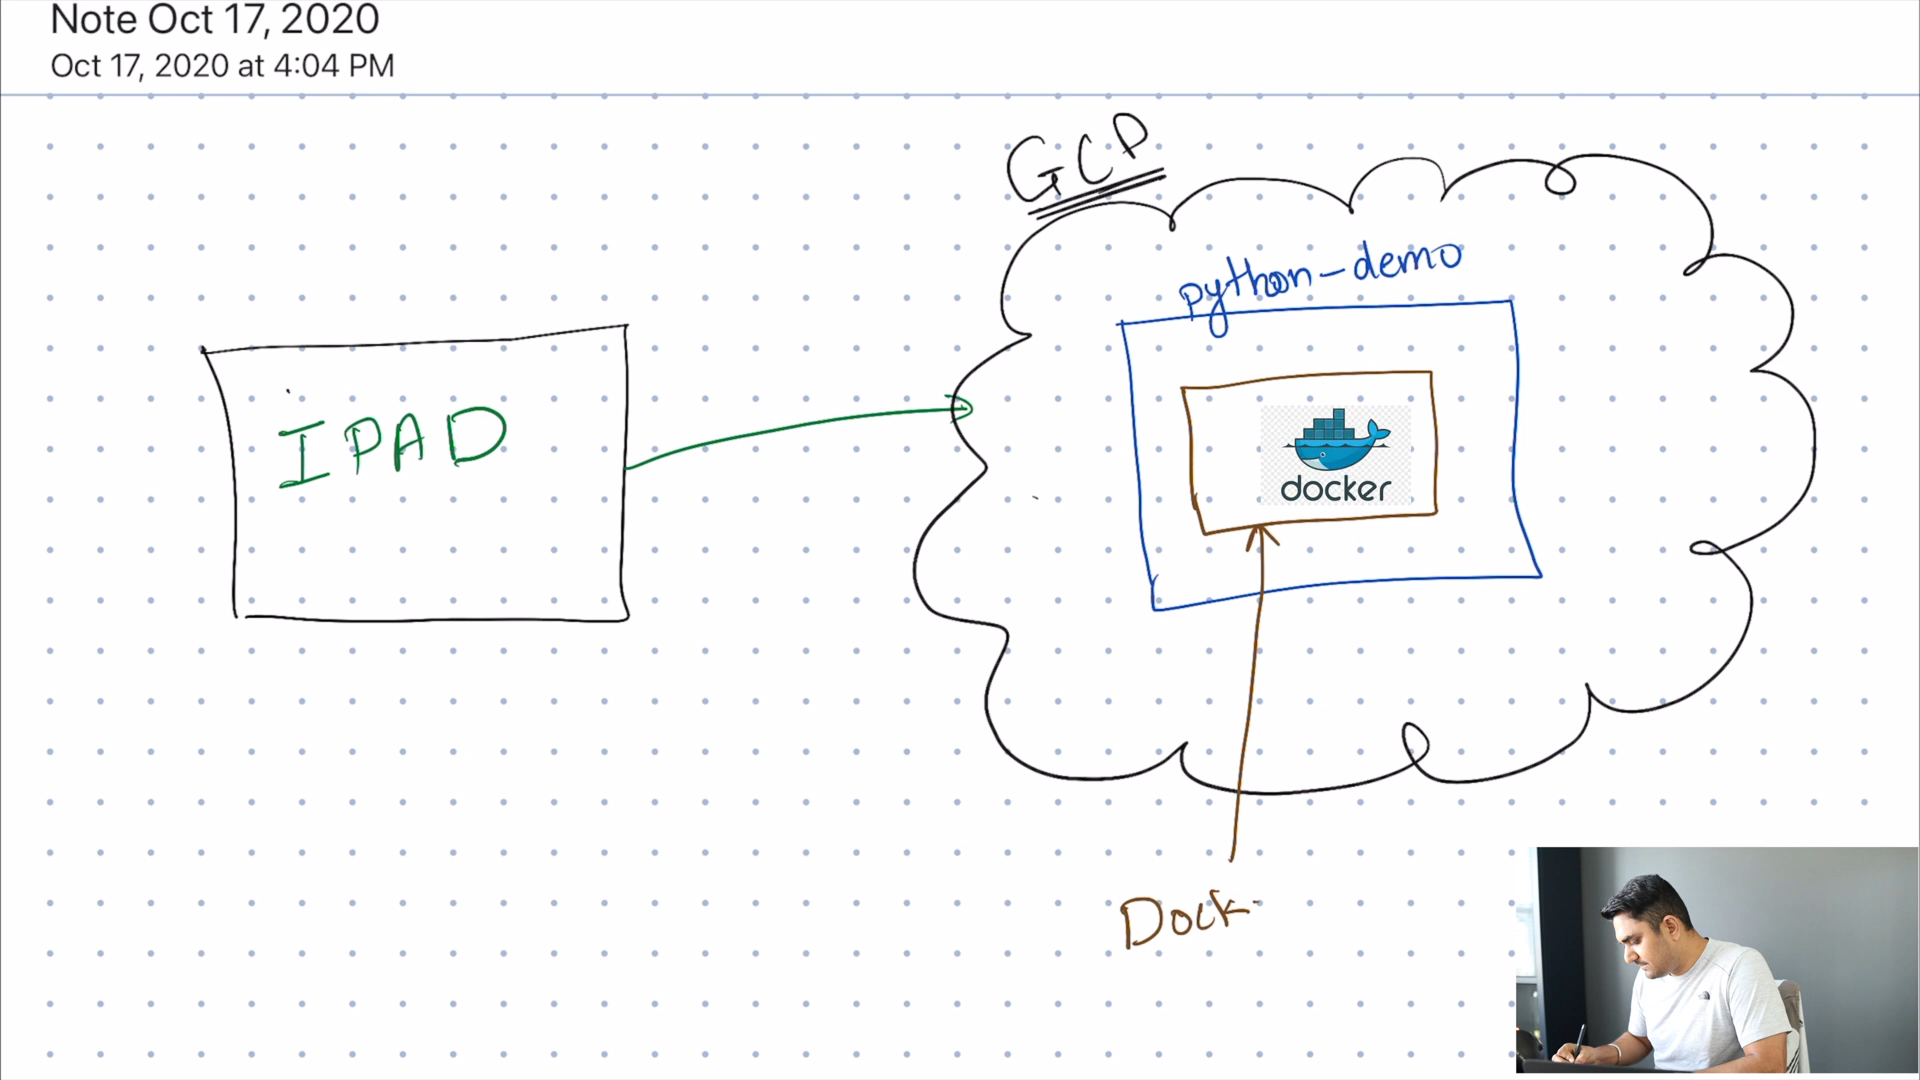 Note Oct 17, 2020
Oct 17, 2020 at 4:04 PM
GCP
python-demo
IPAD
docker
Dock